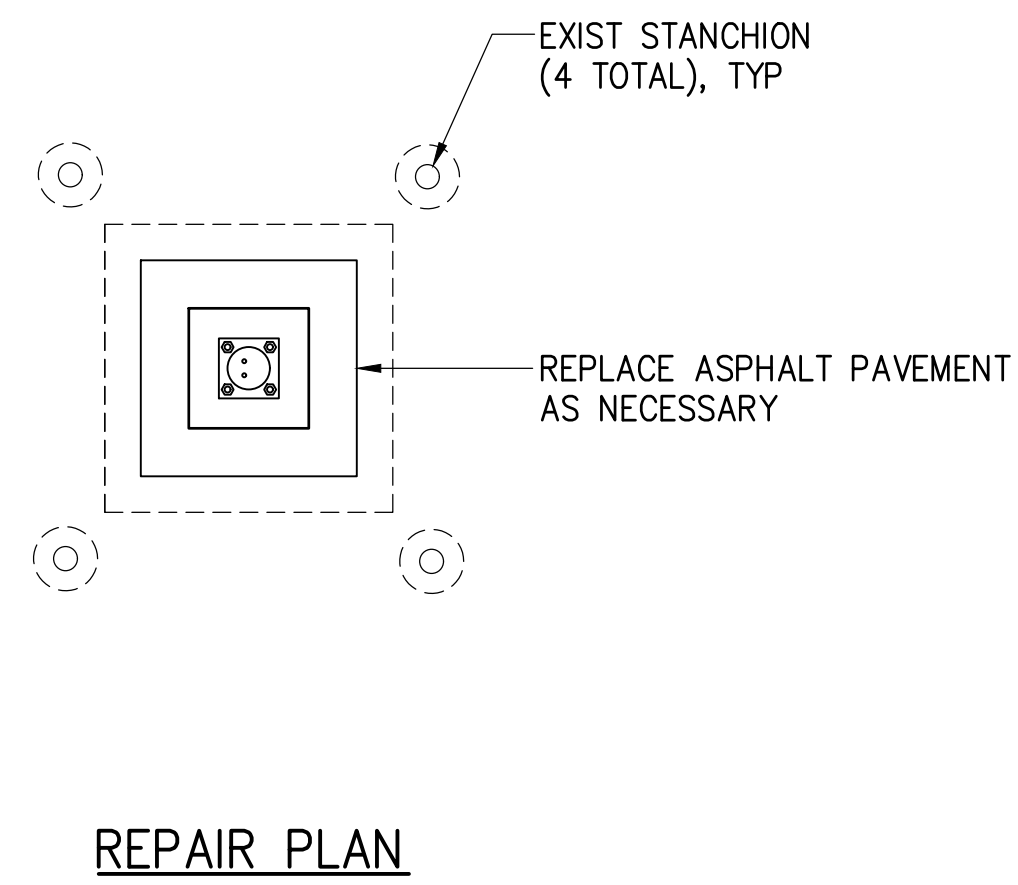 EXIST STANCHION
(4 TOTAL), TYP
REPLACE ASPHALT PAVEMENT
AS NECESSARY
REPAIR PLAN